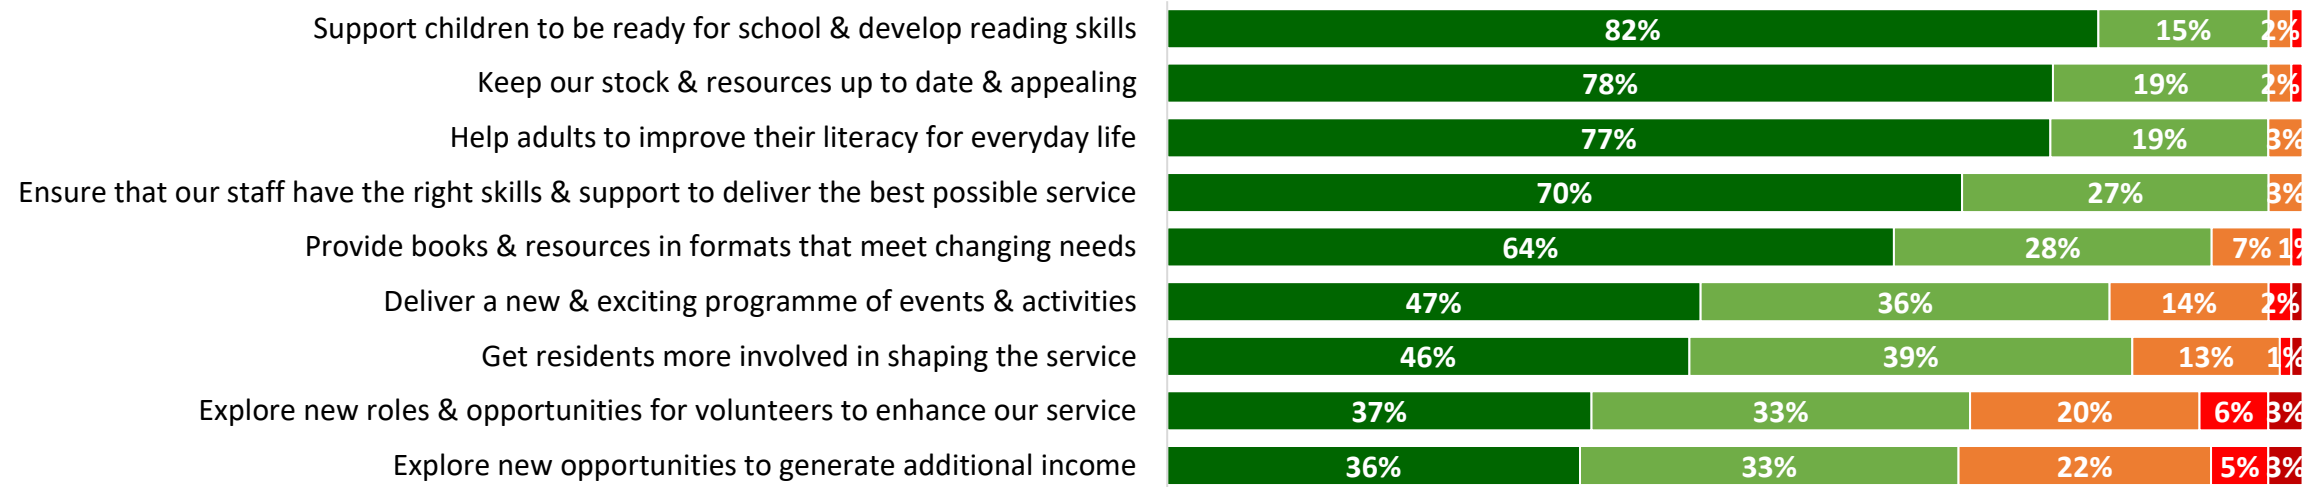 Support children to be ready for school & develop reading skills 82% 15% 2%
Keep our stock & resources up to date & appealing 78% 19% 2%
Help adults to improve their literacy for everyday life 77% 19% 3%
Ensure that our staff have the right skills & support to deliver the best possible service 70% 27% 3%
Provide books & resources in formats that meet changing needs 64% 28% 7% 1%
Deliver a new & exciting programme of events & activities 47% 36% 14% 2%
Get residents more involved in shaping the service 46% 39% 13% 1%
Explore new roles & opportunities for volunteers to enhance our service 37% 33% 20% 6% 3%
Explore new opportunities to generate additional income 36% 33% 22% 5% 3%